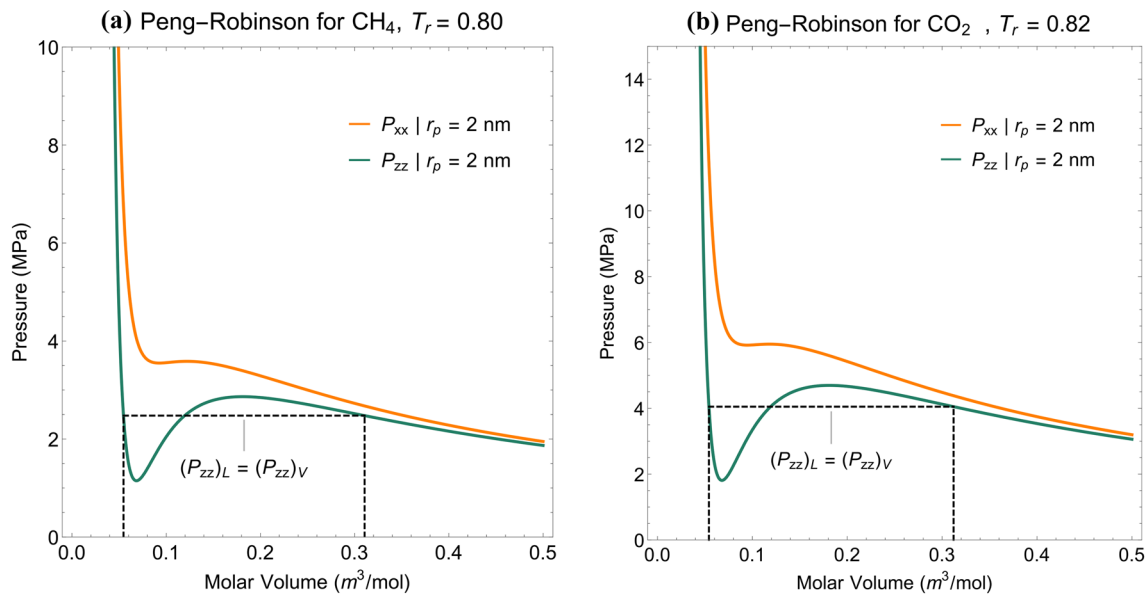 (a) Peng–Robinson for CH₄, Tᵣ = 0.80
10
8
6
4
2
0
0.0
0.1
0.2
0.3
0.4
0.5
Pressure (MPa)
Molar Volume (m³/mol)
Pxx | rp = 2 nm
Pzz | rp = 2 nm
(Pzz)L = (Pzz)V
(b) Peng–Robinson for CO₂ , Tᵣ = 0.82
14
12
10
8
6
4
2
0
0.0
0.1
0.2
0.3
0.4
0.5
Pressure (MPa)
Molar Volume (m³/mol)
Pxx | rp = 2 nm
Pzz | rp = 2 nm
(Pzz)L = (Pzz)V